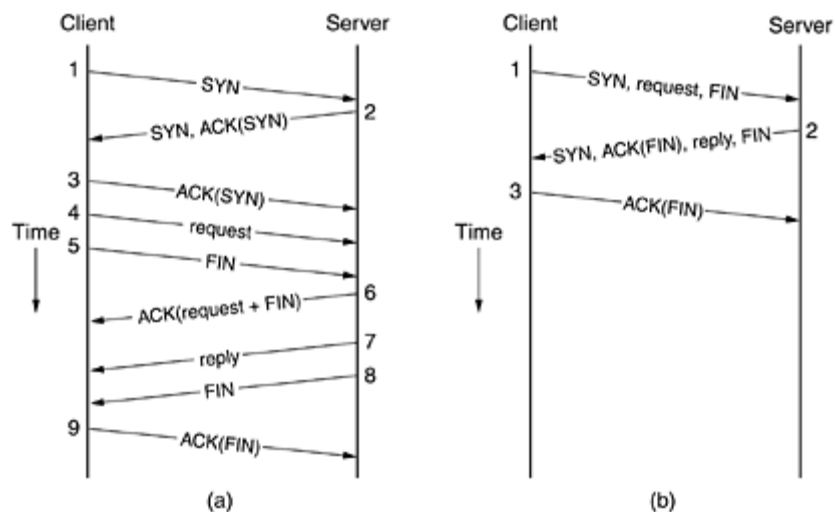 Client
Server
1
SYN
2
SYN, ACK(SYN)
3
ACK(SYN)
4
request
Time
5
FIN
6
ACK(request + FIN)
7
reply
8
FIN
9
ACK(FIN)
(a)
Client
Server
1
SYN, request, FIN
2
SYN, ACK(FIN), reply, FIN
3
ACK(FIN)
Time
(b)